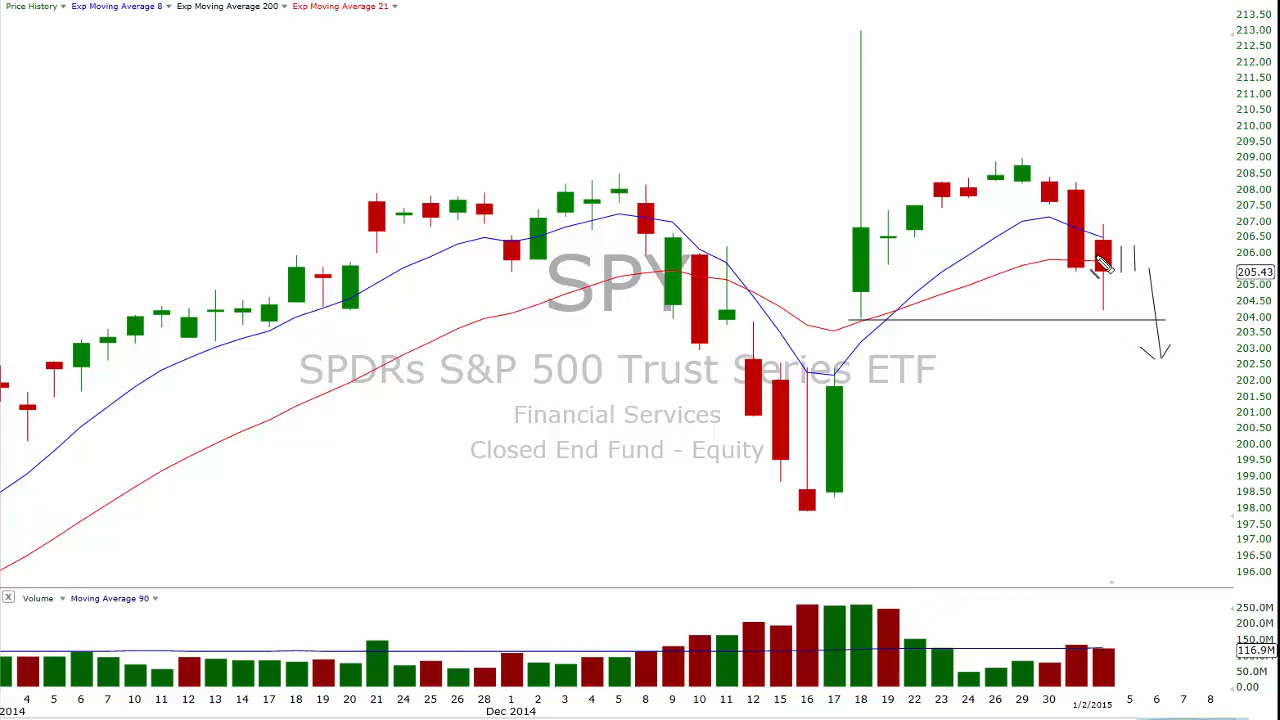 Price History Exp Moving Average 8 Exp Moving Average 200 Exp Moving Average 21
213.50
213.00
212.50
212.00
211.50
211.00
210.50
210.00
209.50
209.00
208.50
208.00
207.50
207.00
206.50
206.00
205.43
205.00
204.50
204.00
203.50
203.00
202.50
202.00
201.50
201.00
200.50
200.00
199.50
199.00
198.50
198.00
197.50
197.00
196.50
196.00
SPY
SPDRs S&P 500 Trust Series ETF
Financial Services
Closed End Fund - Equity
X Volume Moving Average 90
250.0M
200.0M
150.0M
116.9M
50.0M
0.00
4 5 6 7 10 11 12 13 14 17 18 19 20 21 24 25 26 28 1 2 3 4 5 8 9 10 11 12 15 16 17 18 19 22 23 24 26 29 30 1/2/2015 5 6 7 8
2014 Dec 2014